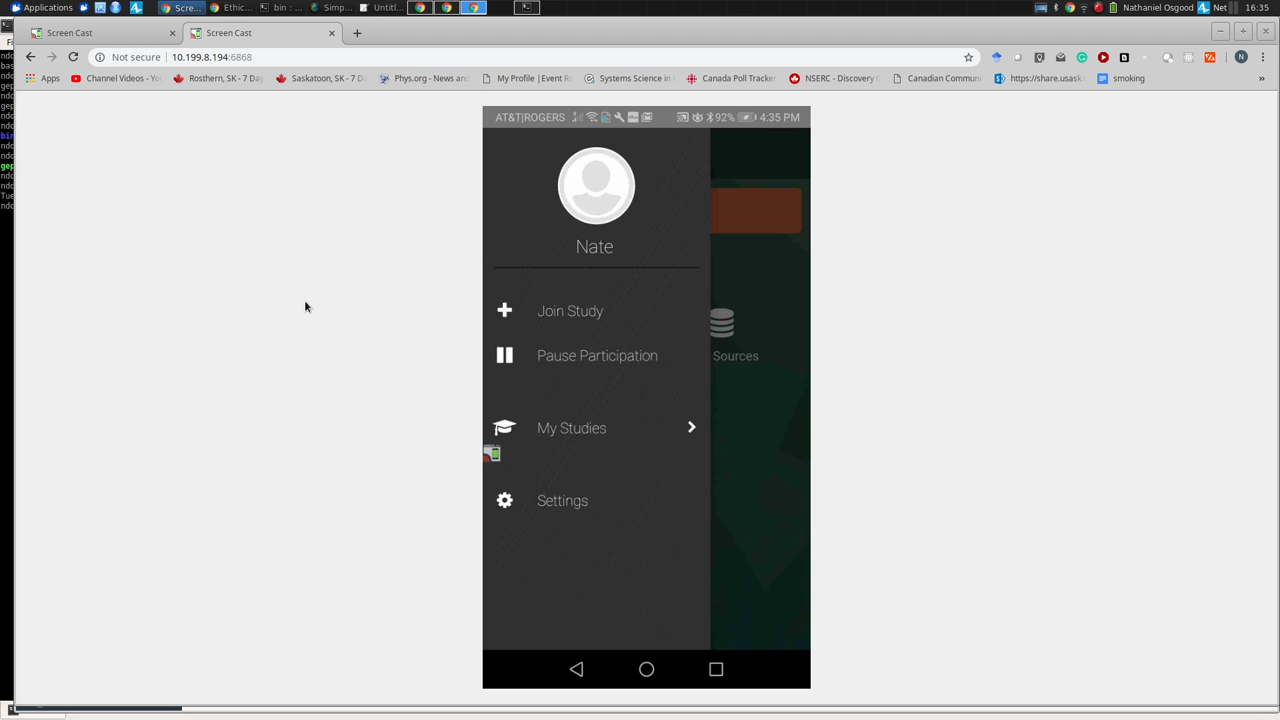 Applications Scre... Ethic... bin : ... Simp... Untitl... Nathaniel Osgood Net 16:35
Screen Cast Screen Cast
Not secure 10.199.8.194:6868
Apps Channel Videos - Yo Rosthern, SK - 7 Day Saskatoon, SK - 7 Da Phys.org - News and My Profile | Event R Systems Science in Canada Poll Tracker NSERC - Discovery Canadian Commun https://share.usask. smoking »
AT&T|ROGERS 92% 4:35 PM
Nate
Join Study
Pause Participation
Sources
My Studies
Settings